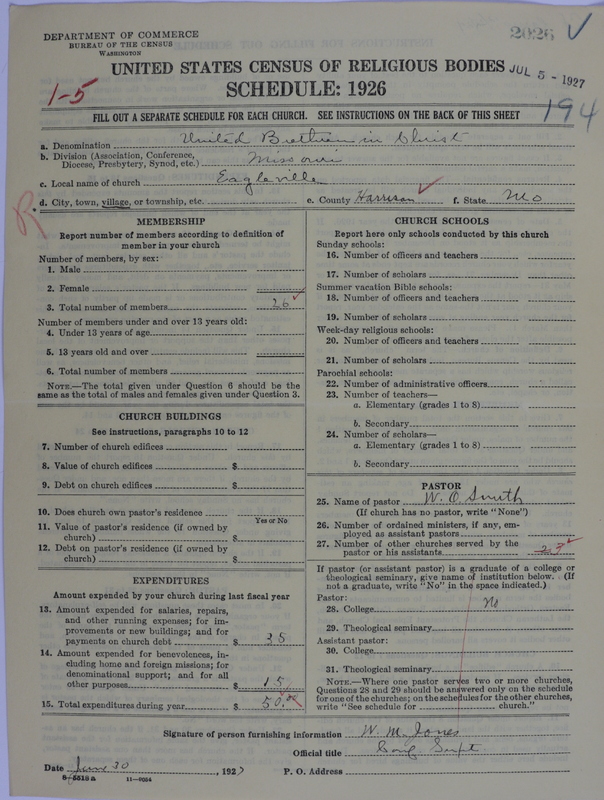 DEPARTMENT OF COMMERCE
BUREAU OF THE CENSUS
WASHINGTON
2026
UNITED STATES CENSUS OF RELIGIOUS BODIES
JUL 5 - 1927
SCHEDULE: 1926
1-5
194
FILL OUT A SEPARATE SCHEDULE FOR EACH CHURCH. SEE INSTRUCTIONS ON THE BACK OF THIS SHEET
a. Denomination United Brethren in Christ
b. Division (Association, Conference, Diocese, Presbytery, Synod, etc.) Missouri
c. Local name of church Eagleville
d. City, town, village, or township, etc. e. County Harrison f. State Mo
R
MEMBERSHIP
Report number of members according to definition of
member in your church
Number of members, by sex:
1. Male
2. Female
3. Total number of members 26
Number of members under and over 13 years old:
4. Under 13 years of age
5. 13 years old and over
6. Total number of members
NOTE.—The total given under Question 6 should be the
same as the total of males and females given under Question 3.
CHURCH BUILDINGS
See instructions, paragraphs 10 to 12
7. Number of church edifices
8. Value of church edifices $
9. Debt on church edifices $
10. Does church own pastor's residence
Yes or No
11. Value of pastor's residence (if owned by
church) $
12. Debt on pastor's residence (if owned by
church) $
EXPENDITURES
Amount expended by your church during last fiscal year
13. Amount expended for salaries, repairs,
and other running expenses; for im-
provements or new buildings; and for
payments on church debt $ 35
14. Amount expended for benevolences, in-
cluding home and foreign missions; for
denominational support; and for all
other purposes $ 15
15. Total expenditures during year $ 50.00
CHURCH SCHOOLS
Report here only schools conducted by this church
Sunday schools:
16. Number of officers and teachers
17. Number of scholars
Summer vacation Bible schools:
18. Number of officers and teachers
19. Number of scholars
Week-day religious schools:
20. Number of officers and teachers
21. Number of scholars
Parochial schools:
22. Number of administrative officers
23. Number of teachers—
a. Elementary (grades 1 to 8)
b. Secondary
24. Number of scholars—
a. Elementary (grades 1 to 8)
b. Secondary
PASTOR
25. Name of pastor W. O. Smith
(If church has no pastor, write "None")
26. Number of ordained ministers, if any, em-
ployed as assistant pastors
27. Number of other churches served by the
pastor or his assistants 3
If pastor (or assistant pastor) is a graduate of a college or
theological seminary, give name of institution below. (If
not a graduate, write "No" in the space indicated.)
Pastor:
28. College No
29. Theological seminary
Assistant pastor:
30. College
31. Theological seminary
NOTE.—Where one pastor serves two or more churches,
Questions 28 and 29 should be answered only on the schedule
for one of the churches; on the schedules for the other churches,
write "See schedule for church."
Signature of person furnishing information W. M. Jones
Official title Conf Supt
Date June 30, 1927 P. O. Address
8-5518 a 11-9054